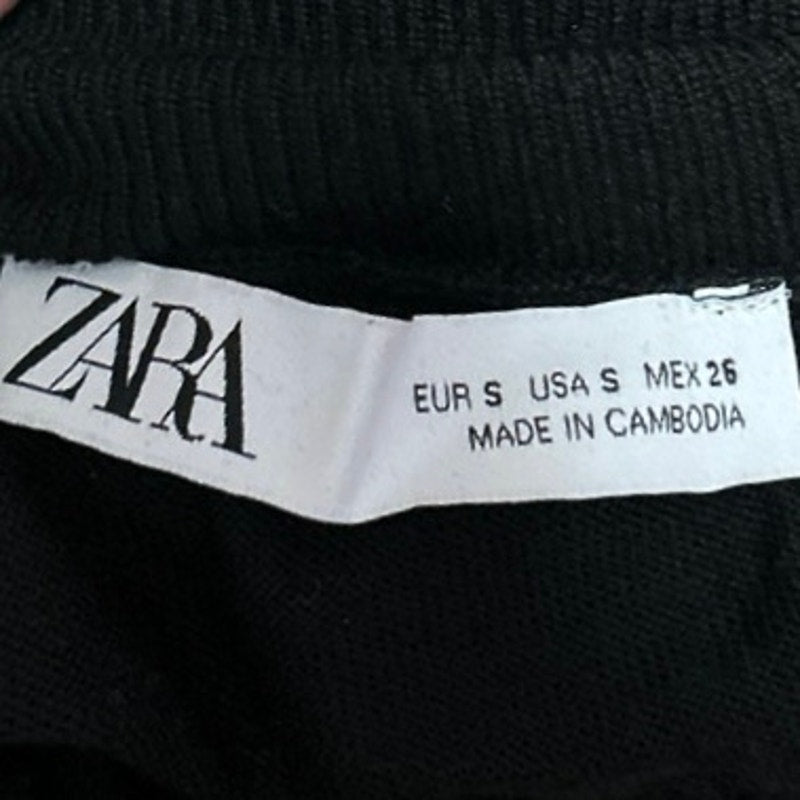 ZARA
EUR S USA S MEX 26
MADE IN CAMBODIA